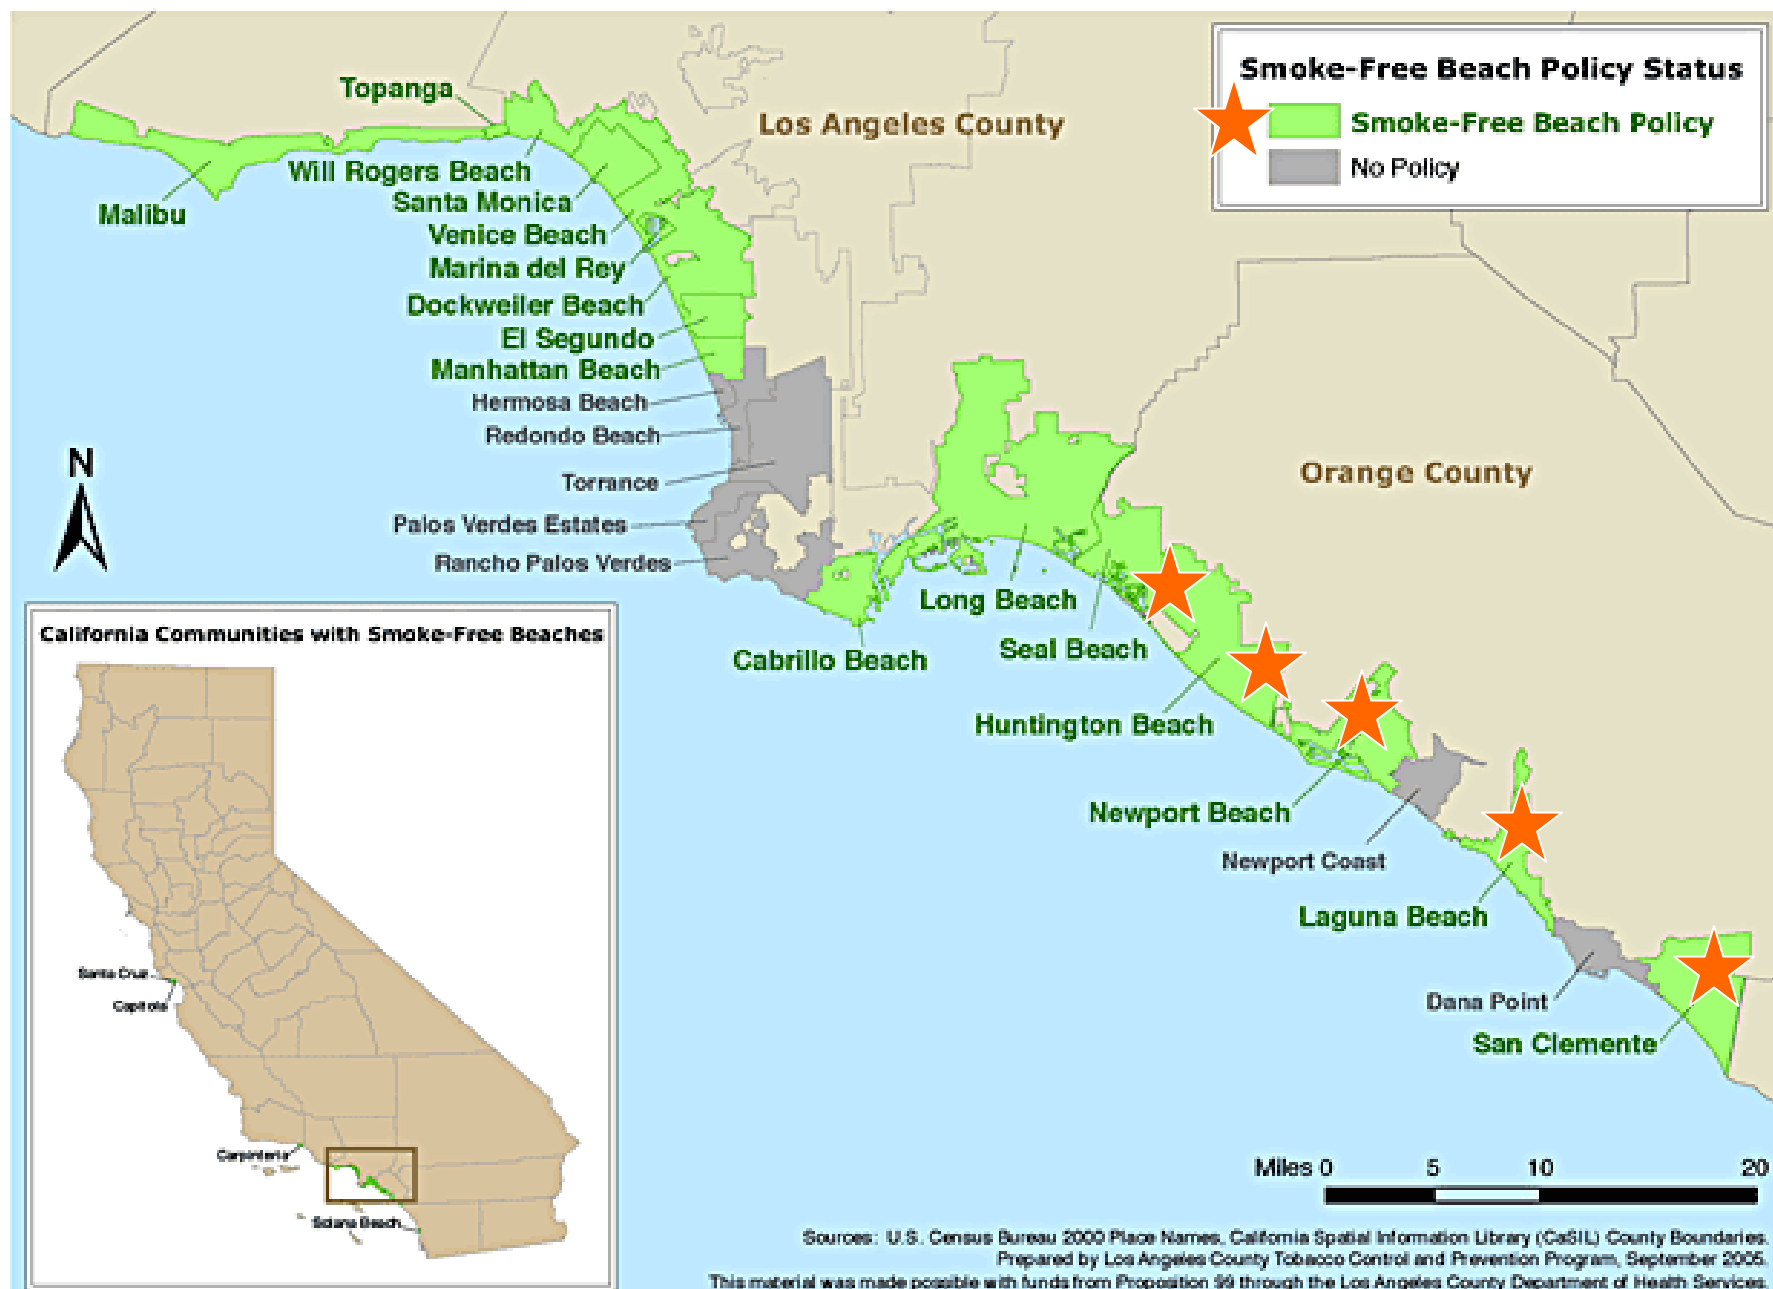 Smoke-Free Beach Policy Status
Smoke-Free Beach Policy
No Policy
Topanga
Los Angeles County
Will Rogers Beach
Malibu
Santa Monica
Venice Beach
Marina del Rey
Dockweiler Beach
El Segundo
Manhattan Beach
Hermosa Beach
Redondo Beach
Torrance
Palos Verdes Estates
Rancho Palos Verdes
N
Orange County
Long Beach
Seal Beach
Cabrillo Beach
Huntington Beach
Newport Beach
Newport Coast
Laguna Beach
Dana Point
San Clemente
California Communities with Smoke-Free Beaches
Santa Cruz
Capitola
Carpinteria
Solana Beach
Miles 0 5 10 20
Sources: U.S. Census Bureau 2000 Place Names, California Spatial Information Library (CaSIL) County Boundaries.
Prepared by Los Angeles County Tobacco Control and Prevention Program, September 2005.
This material was made possible with funds from Proposition 99 through the Los Angeles County Department of Health Services.